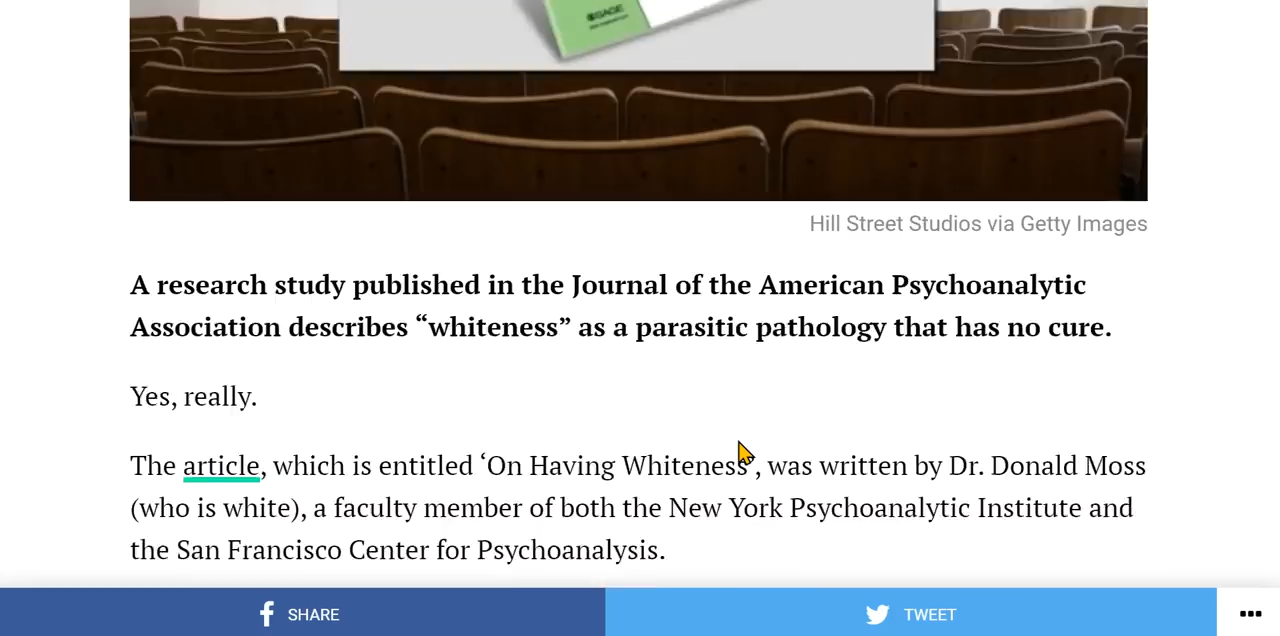 SAGE
Hill Street Studios via Getty Images
A research study published in the Journal of the American Psychoanalytic
Association describes “whiteness” as a parasitic pathology that has no cure.
Yes, really.
The article, which is entitled ‘On Having Whiteness’, was written by Dr. Donald Moss
(who is white), a faculty member of both the New York Psychoanalytic Institute and
the San Francisco Center for Psychoanalysis.
SHARE
TWEET